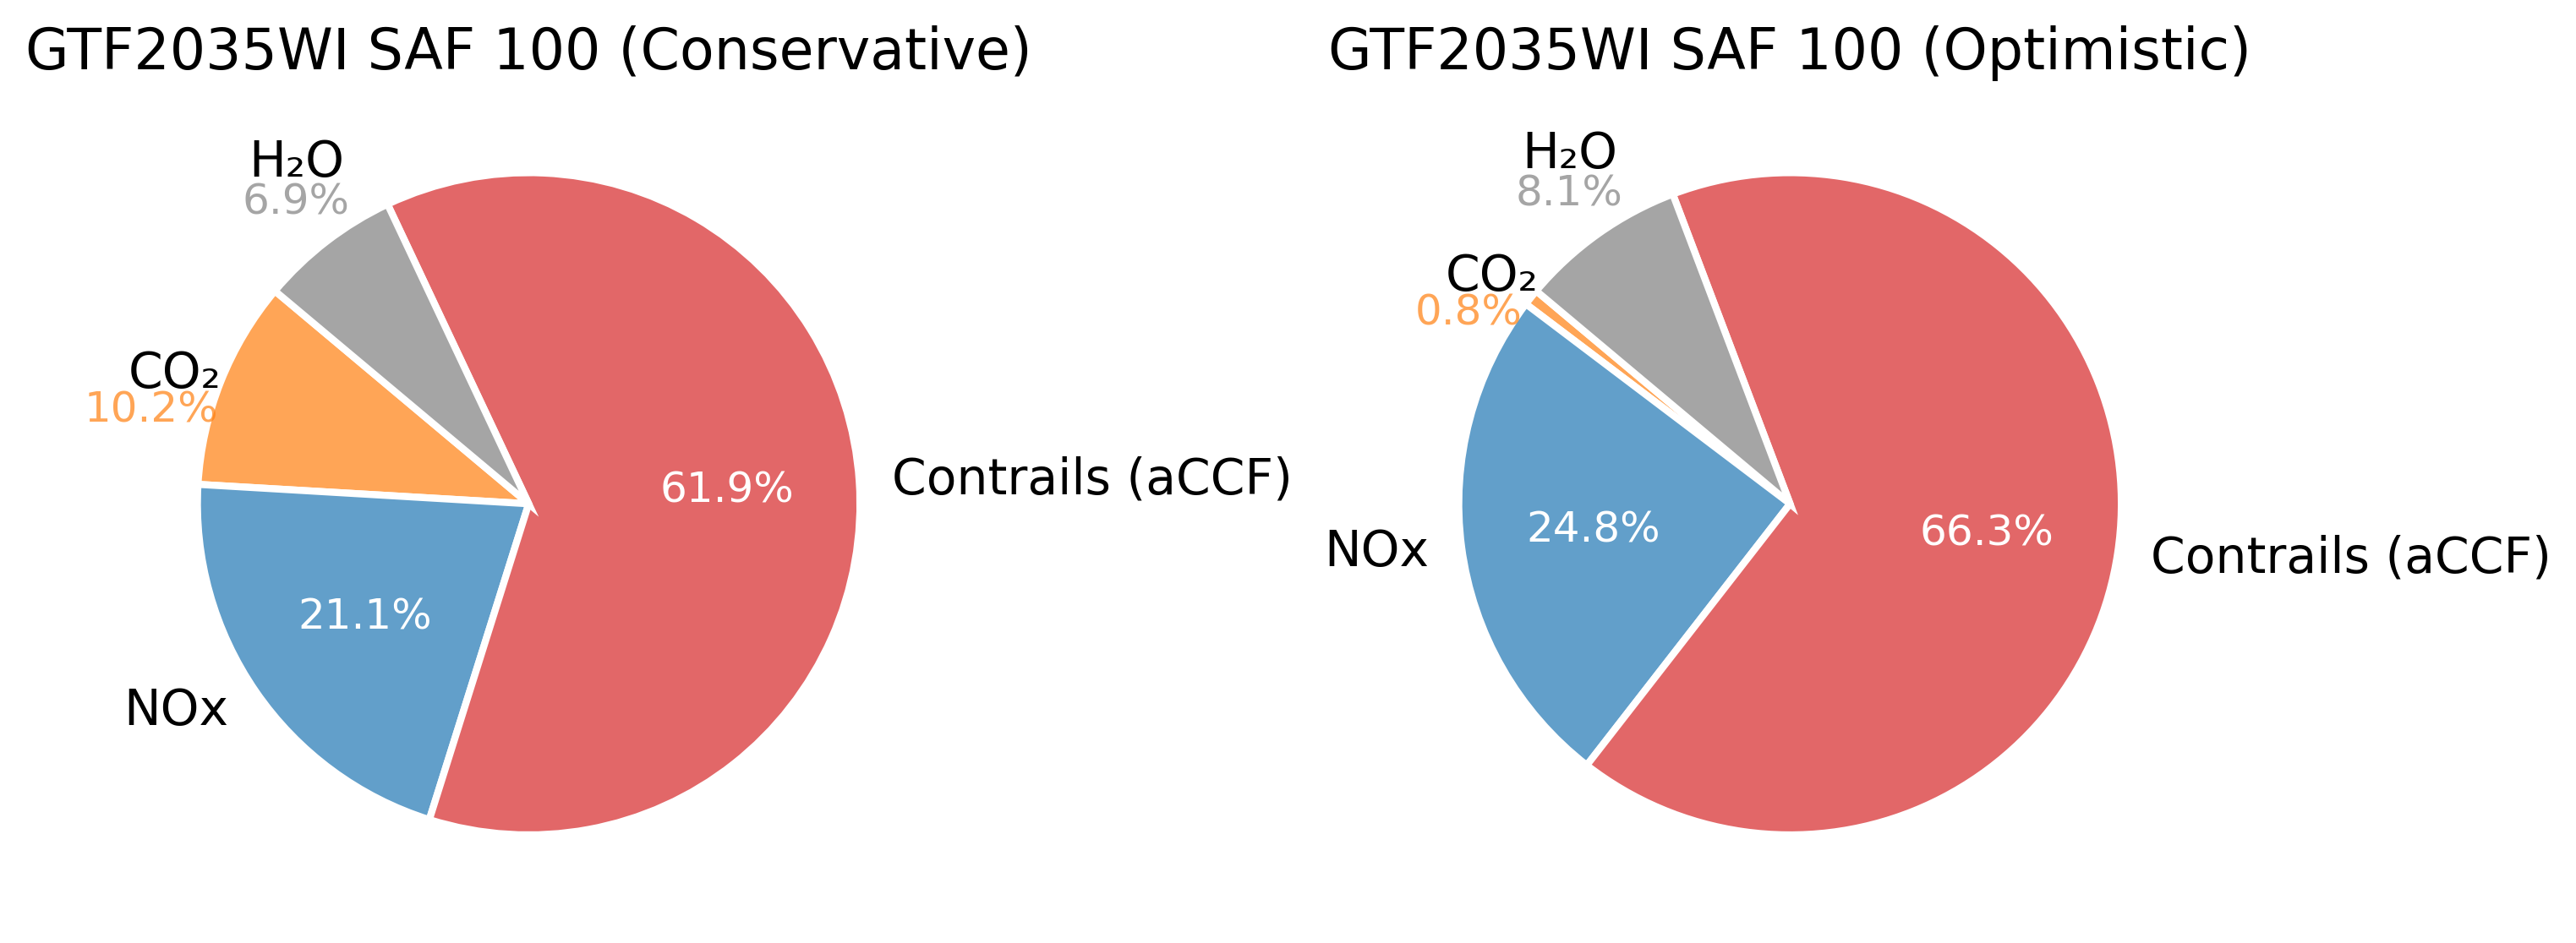 GTF2035WI SAF 100 (Conservative)
H₂O
6.9%
CO₂
10.2%
61.9%
Contrails (aCCF)
21.1%
NOx
GTF2035WI SAF 100 (Optimistic)
H₂O
8.1%
CO₂
0.8%
24.8%
66.3%
NOx
Contrails (aCCF)